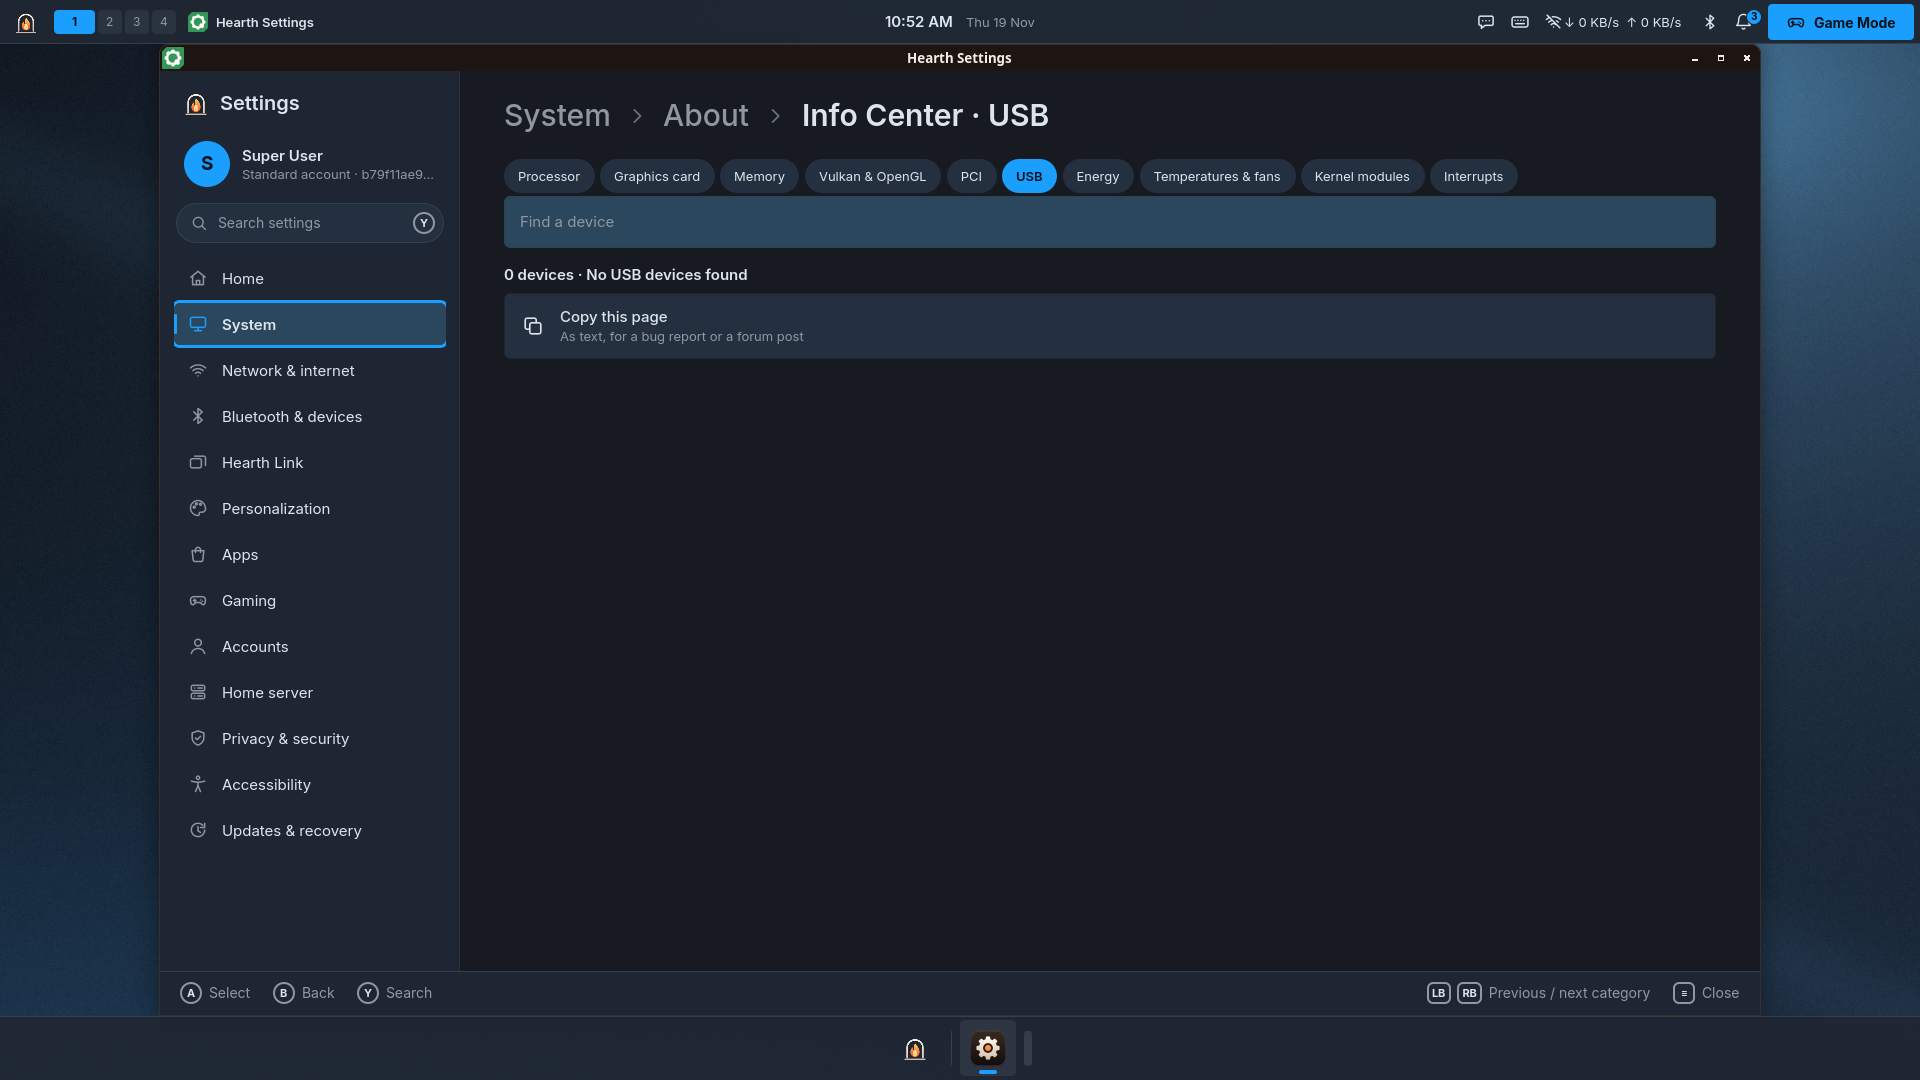 1
2
3
4
Hearth Settings
10:52 AM Thu 19 Nov
↓ 0 KB/s ↑ 0 KB/s
3
Game Mode
Hearth Settings
Settings
S
Super User
Standard account · b79f11ae9...
Search settings
Y
Home
System
Network & internet
Bluetooth & devices
Hearth Link
Personalization
Apps
Gaming
Accounts
Home server
Privacy & security
Accessibility
Updates & recovery
System > About > Info Center · USB
Processor
Graphics card
Memory
Vulkan & OpenGL
PCI
USB
Energy
Temperatures & fans
Kernel modules
Interrupts
Find a device
0 devices · No USB devices found
Copy this page
As text, for a bug report or a forum post
A Select
B Back
Y Search
LB RB Previous / next category
≡ Close